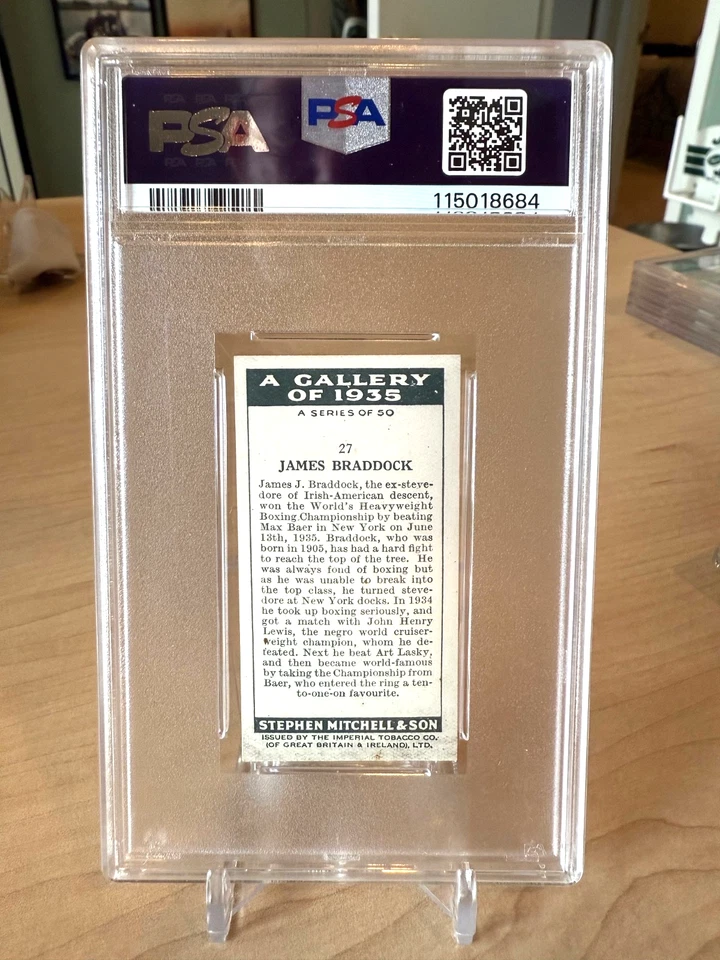 PSA
PSA
115018684
A GALLERY
OF 1935
A SERIES OF 50
27
JAMES BRADDOCK
James J. Braddock, the ex-steve-
dore of Irish-American descent,
won the World's Heavyweight
Boxing Championship by beating
Max Baer in New York on June
13th, 1935. Braddock, who was
born in 1905, has had a hard fight
to reach the top of the tree. He
was always fond of boxing but
as he was unable to break into
the top class, he turned steve-
dore at New York docks. In 1934
he took up boxing seriously, and
got a match with John Henry
Lewis, the negro world cruiser-
weight champion, whom he de-
feated. Next he beat Art Lasky,
and then became world-famous
by taking the Championship from
Baer, who entered the ring a ten-
to-one-on favourite.
STEPHEN MITCHELL & SON
ISSUED BY THE IMPERIAL TOBACCO CO.
(OF GREAT BRITAIN & IRELAND), LTD.